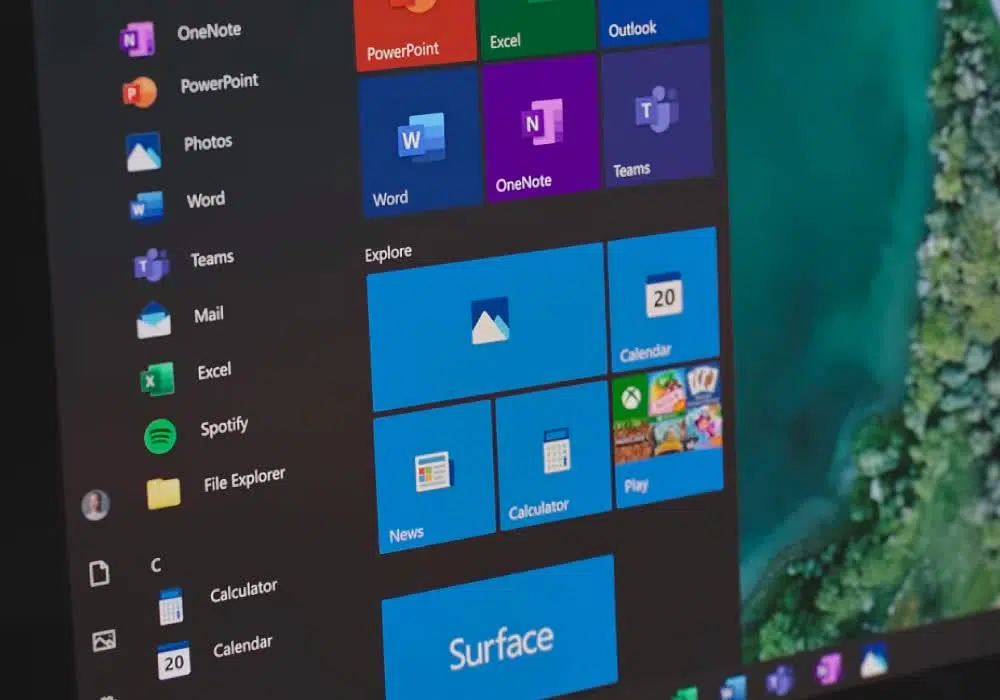 OneNote
PowerPoint
Photos
Word
Teams
Mail
Excel
Spotify
File Explorer
C
Calculator
20
Calendar
PowerPoint
Excel
Outlook
W
Word
N
OneNote
T
Teams
Explore
20
Calendar
News
Calculator
Play
Surface